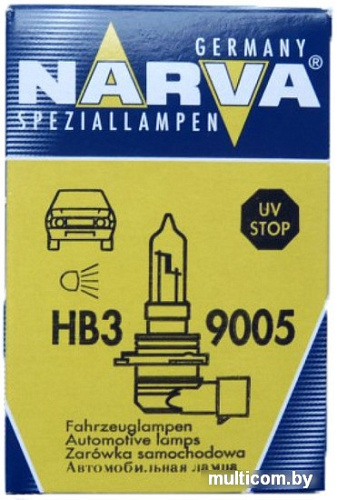 GERMANY
NARVA®
SPEZIALLAMPEN
UV
STOP
HB3 9005
Fahrzeuglampen
Automotive lamps
Żarówka samochodowa
Автомобильная лампа
multicom.by